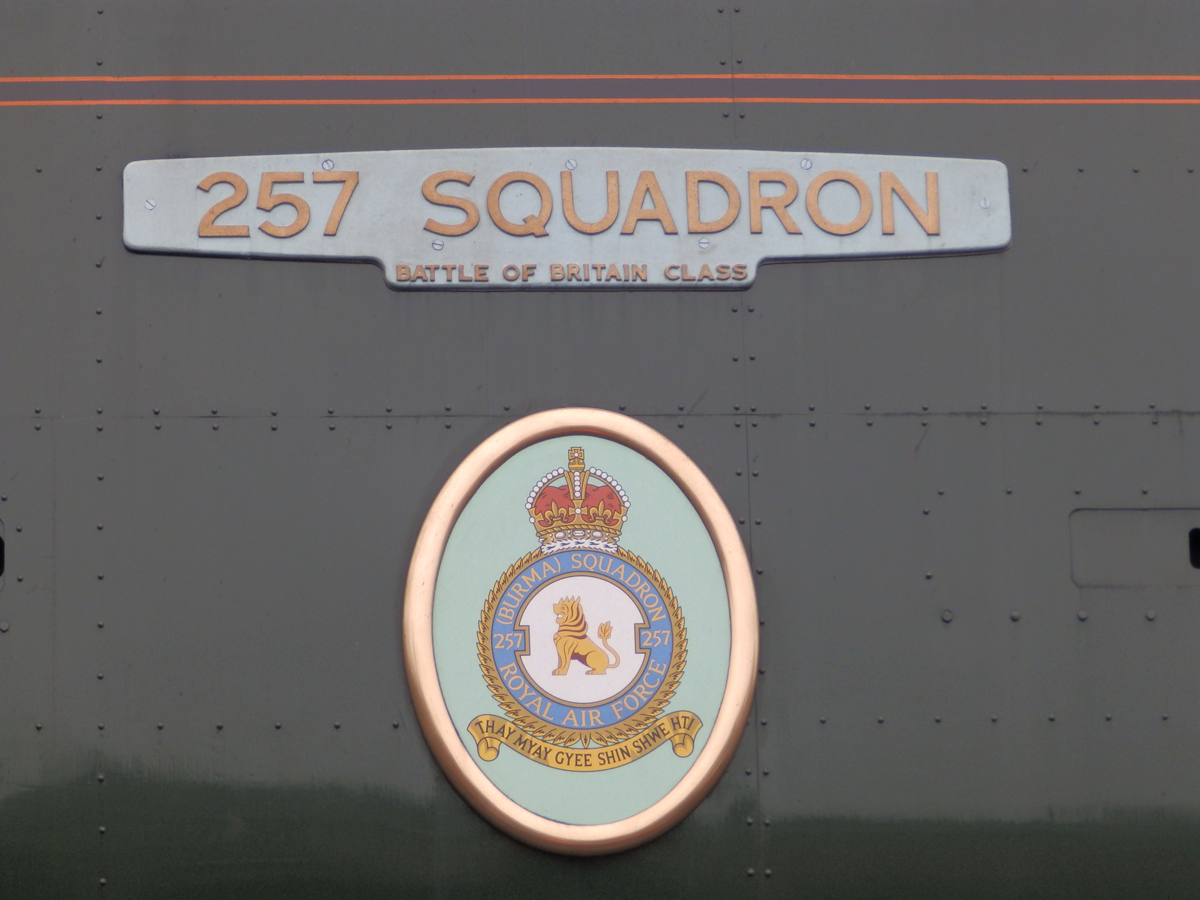 257 SQUADRON
BATTLE OF BRITAIN CLASS
(BURMA) SQUADRON
257 257
ROYAL AIR FORCE
THAY MYAY GYEE SHIN SHWE HTI